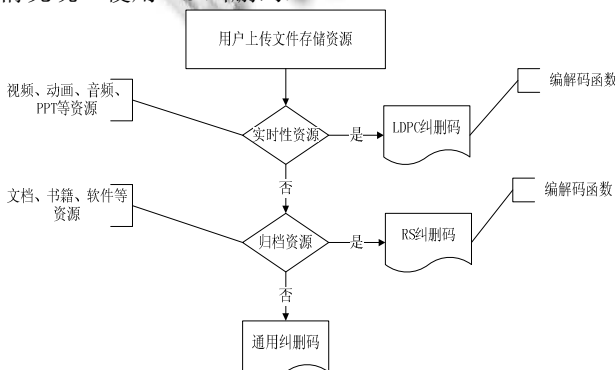 用户上传文件存储资源
视频、动画、音频、
PPT等资源
编解码函数
实时性资源
是
LDPC纠删码
否
文档、书籍、软件等
资源
编解码函数
归档资源
是
RS纠删码
否
通用纠删码